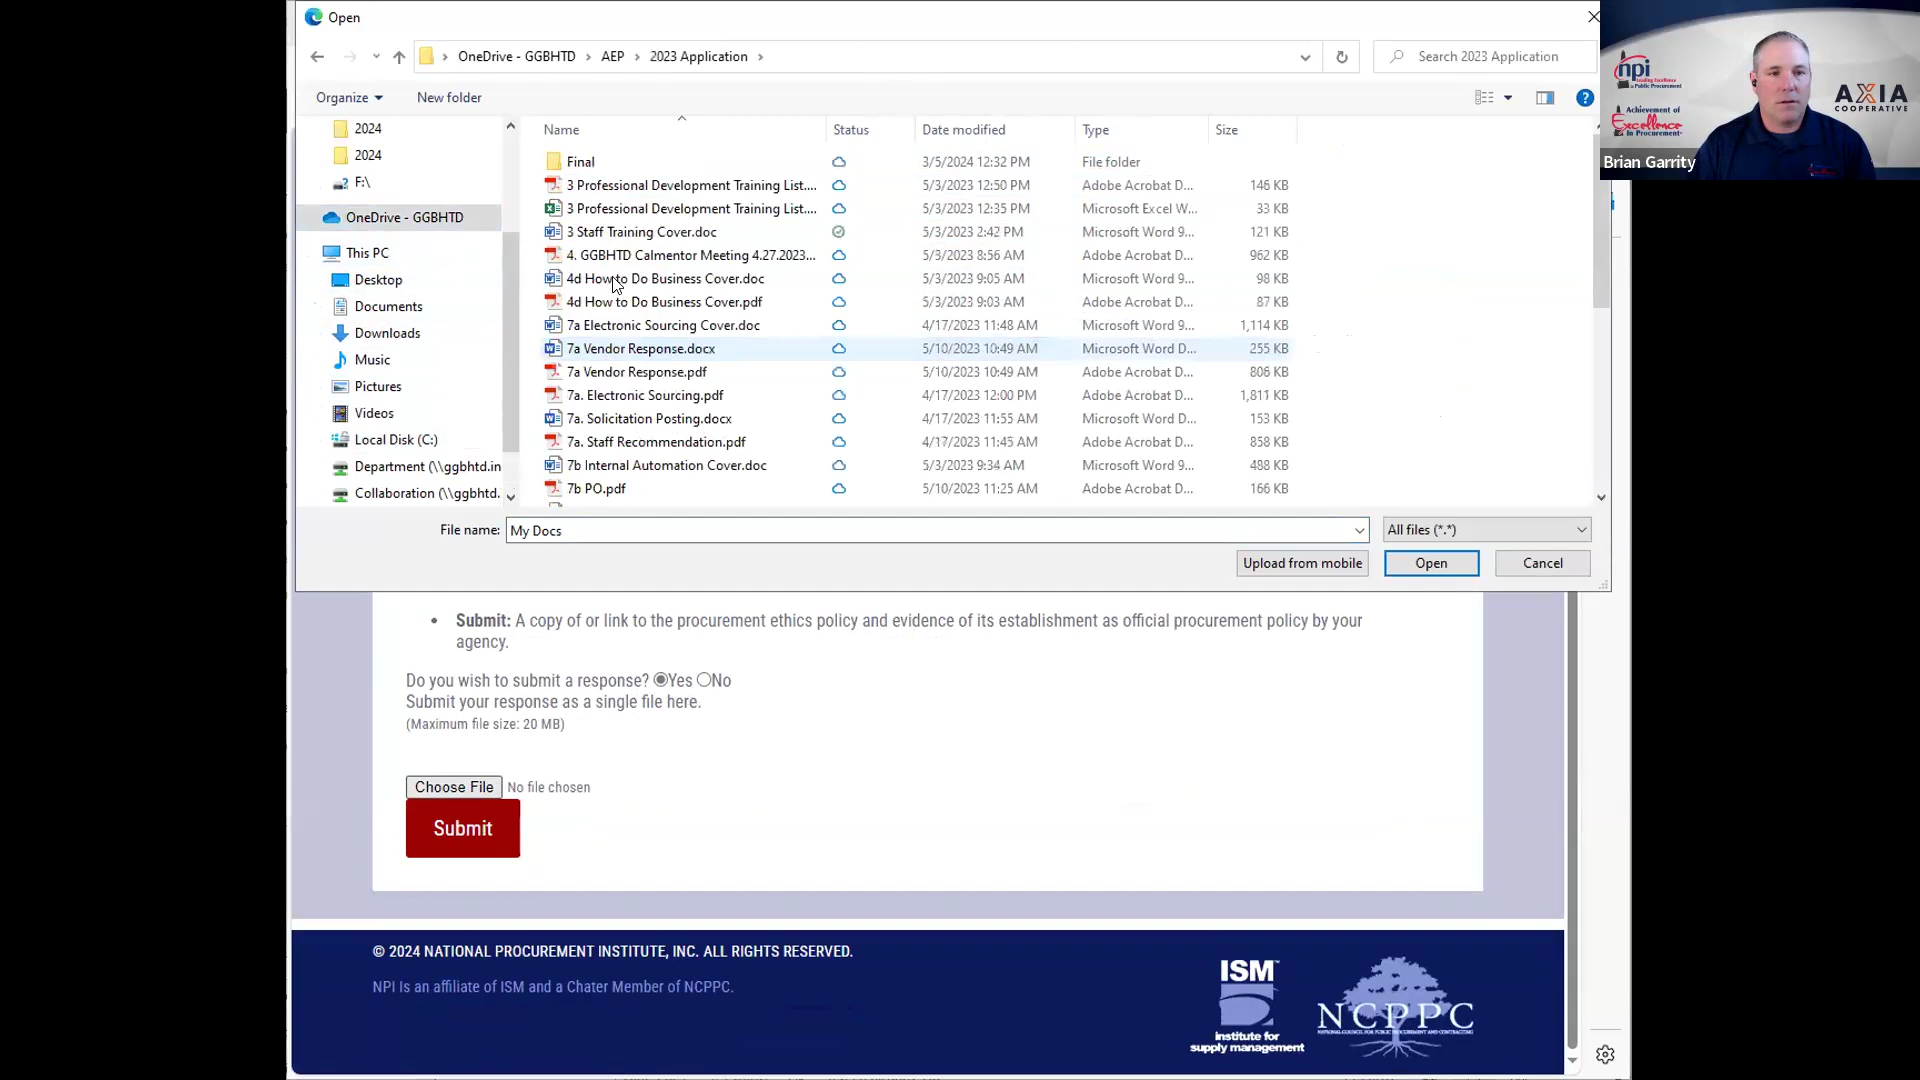 Open
OneDrive - GGBHTD > AEP > 2023 Application >
Search 2023 Application
Organize
New folder
2024
2024
F:\
OneDrive - GGBHTD
This PC
Desktop
Documents
Downloads
Music
Pictures
Videos
Local Disk (C:)
Department (\\ggbhtd.in
Collaboration (\\ggbhtd.
Name Status Date modified Type Size
Final 3/5/2024 12:32 PM File folder
3 Professional Development Training List.... 5/3/2023 12:50 PM Adobe Acrobat D... 146 KB
3 Professional Development Training List.... 5/3/2023 12:35 PM Microsoft Excel W... 33 KB
3 Staff Training Cover.doc 5/3/2023 2:42 PM Microsoft Word 9... 121 KB
4. GGBHTD Calmentor Meeting 4.27.2023... 5/3/2023 8:56 AM Adobe Acrobat D... 962 KB
4d How to Do Business Cover.doc 5/3/2023 9:05 AM Microsoft Word 9... 98 KB
4d How to Do Business Cover.pdf 5/3/2023 9:03 AM Adobe Acrobat D... 87 KB
7a Electronic Sourcing Cover.doc 4/17/2023 11:48 AM Microsoft Word 9... 1,114 KB
7a Vendor Response.docx 5/10/2023 10:49 AM Microsoft Word D... 255 KB
7a Vendor Response.pdf 5/10/2023 10:49 AM Adobe Acrobat D... 806 KB
7a. Electronic Sourcing.pdf 4/17/2023 12:00 PM Adobe Acrobat D... 1,811 KB
7a. Solicitation Posting.docx 4/17/2023 11:55 AM Microsoft Word D... 153 KB
7a. Staff Recommendation.pdf 4/17/2023 11:45 AM Adobe Acrobat D... 858 KB
7b Internal Automation Cover.doc 5/3/2023 9:34 AM Microsoft Word 9... 488 KB
7b PO.pdf 5/10/2023 11:25 AM Adobe Acrobat D... 166 KB
File name: My Docs
All files (*.*)
Upload from mobile
Open
Cancel
npi
Leading Excellence
in Public Procurement
Achievement of
Excellence
In Procurement
AXIA
COOPERATIVE
Brian Garrity
• Submit: A copy of or link to the procurement ethics policy and evidence of its establishment as official procurement policy by your
agency.
Do you wish to submit a response? Yes No
Submit your response as a single file here.
(Maximum file size: 20 MB)
Choose File No file chosen
Submit
© 2024 NATIONAL PROCUREMENT INSTITUTE, INC. ALL RIGHTS RESERVED.
NPI Is an affiliate of ISM and a Chater Member of NCPPC.
ISM
institute for
supply management
NCPPC
NATIONAL COUNCIL FOR PUBLIC PROCUREMENT AND CONTRACTING